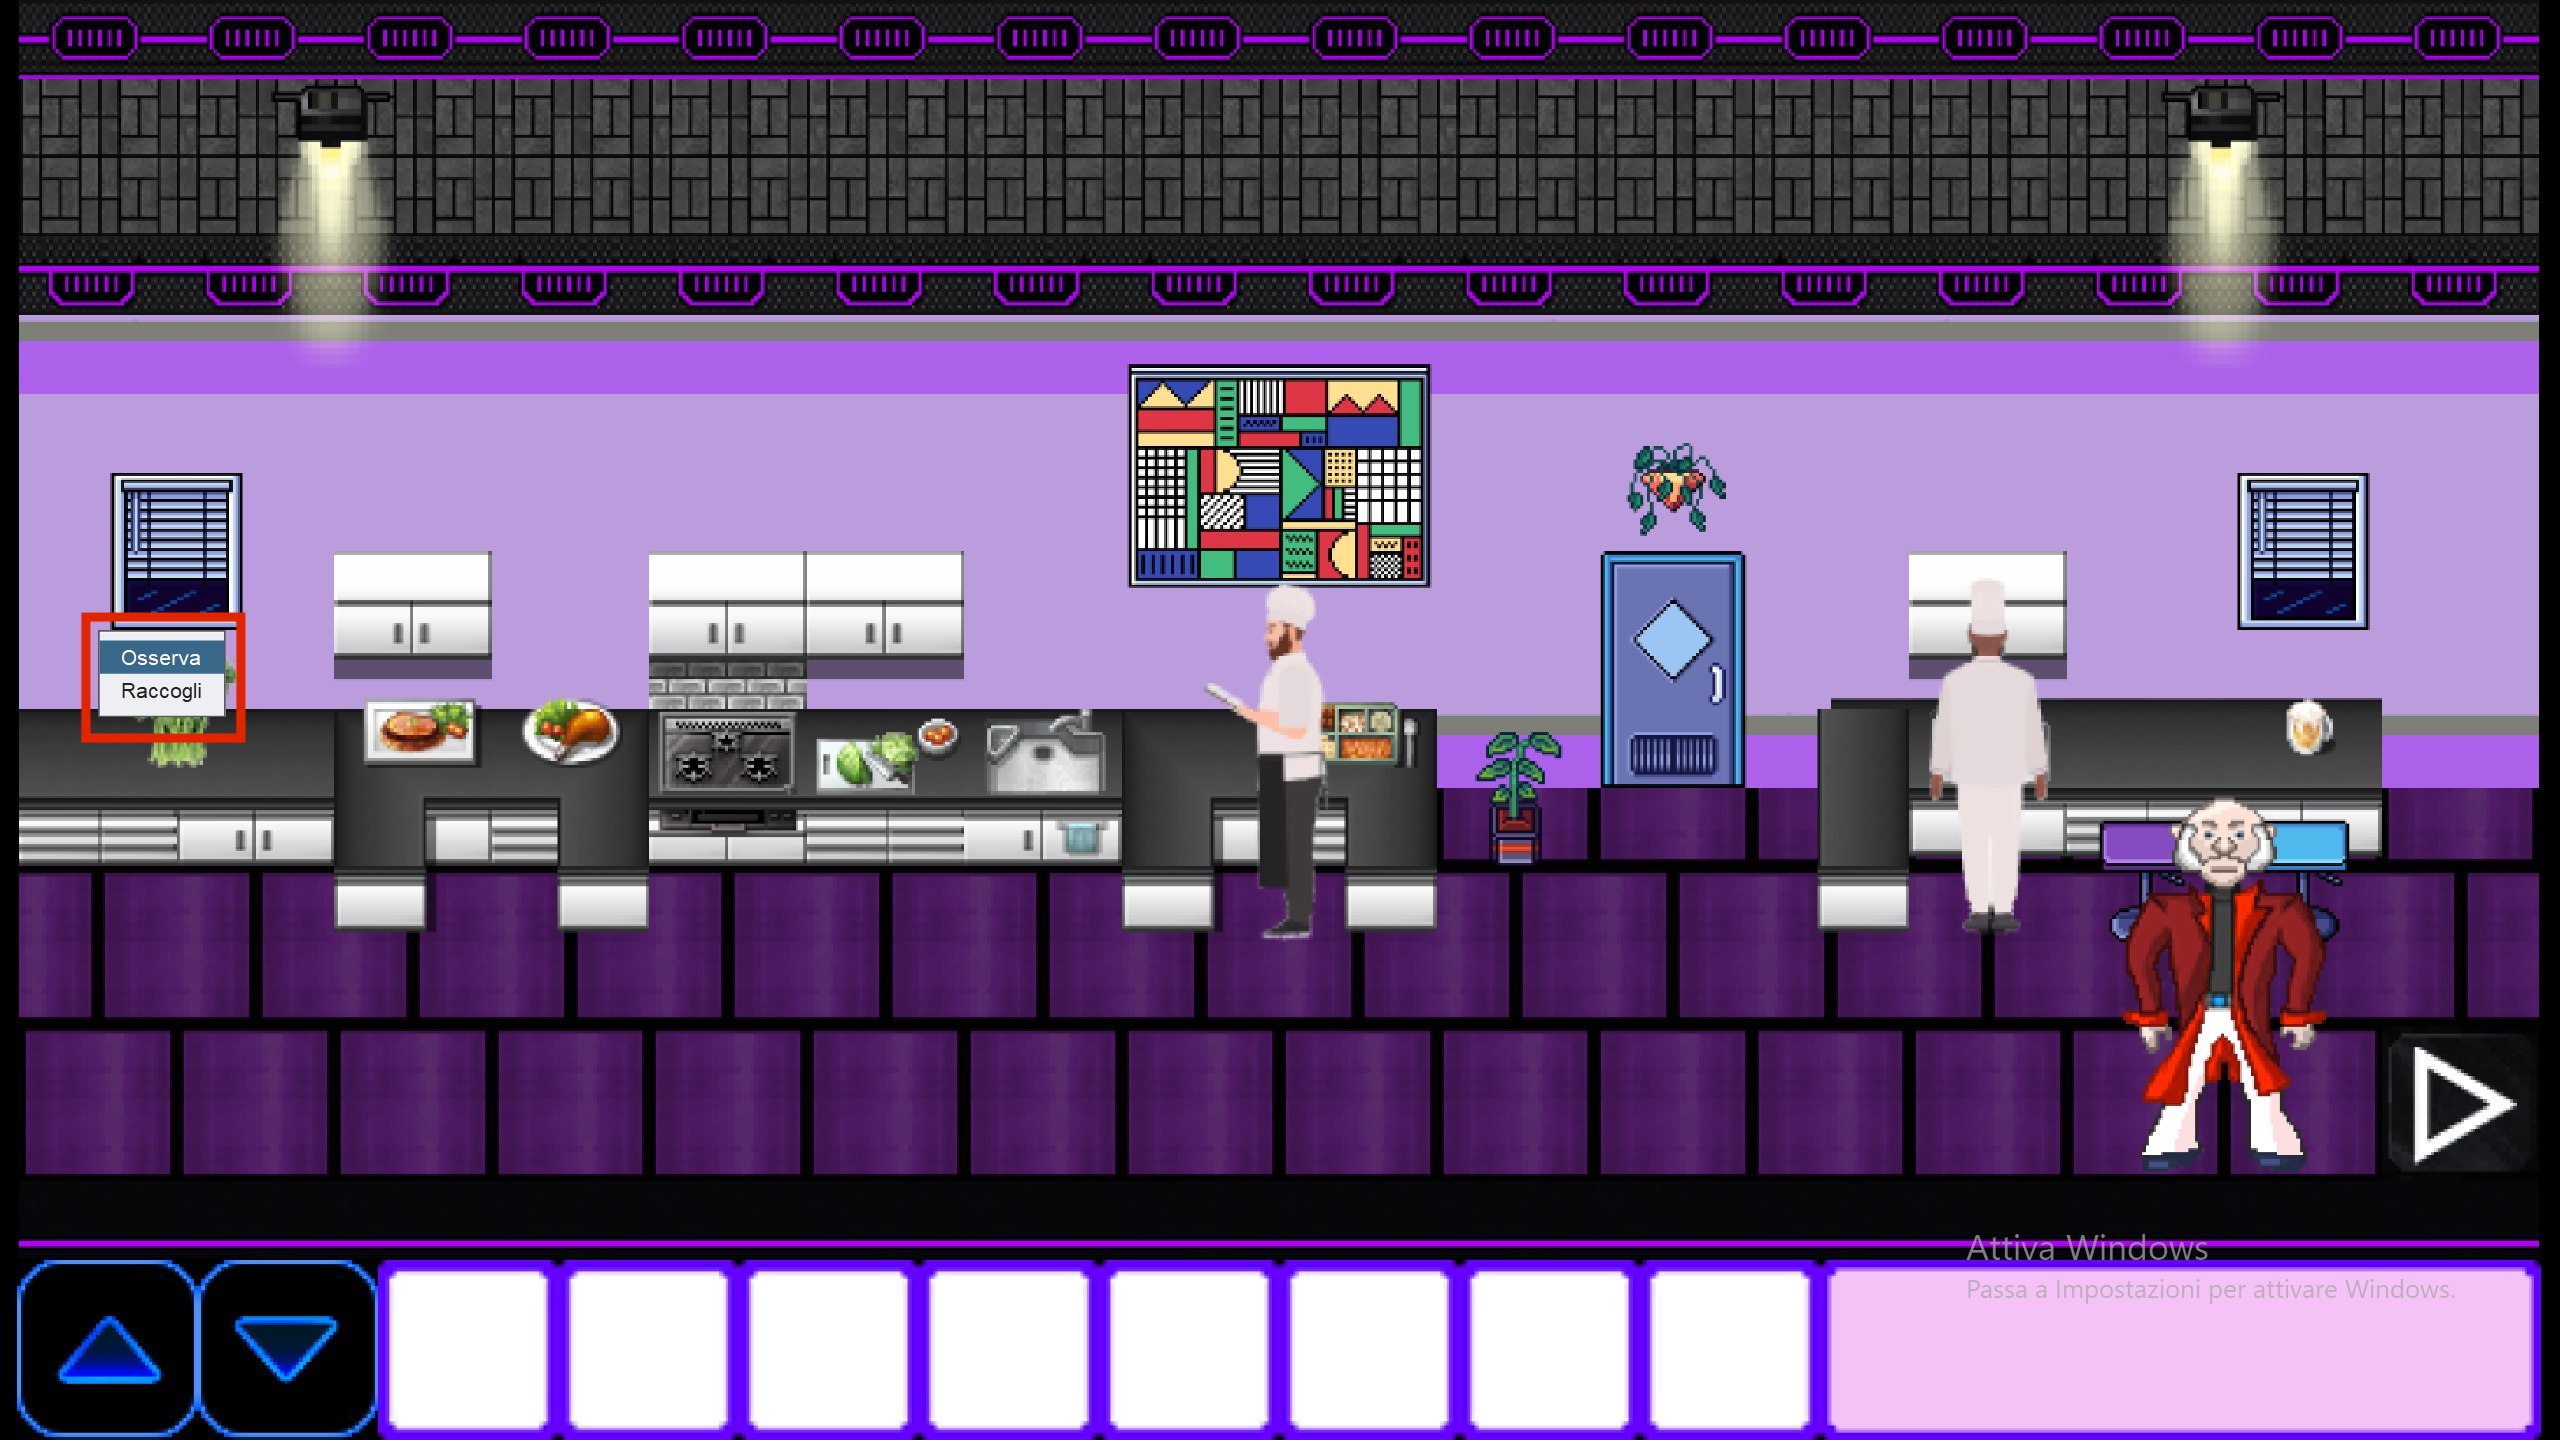 Osserva
Raccogli
Attiva Windows
Passa a Impostazioni per attivare Windows.